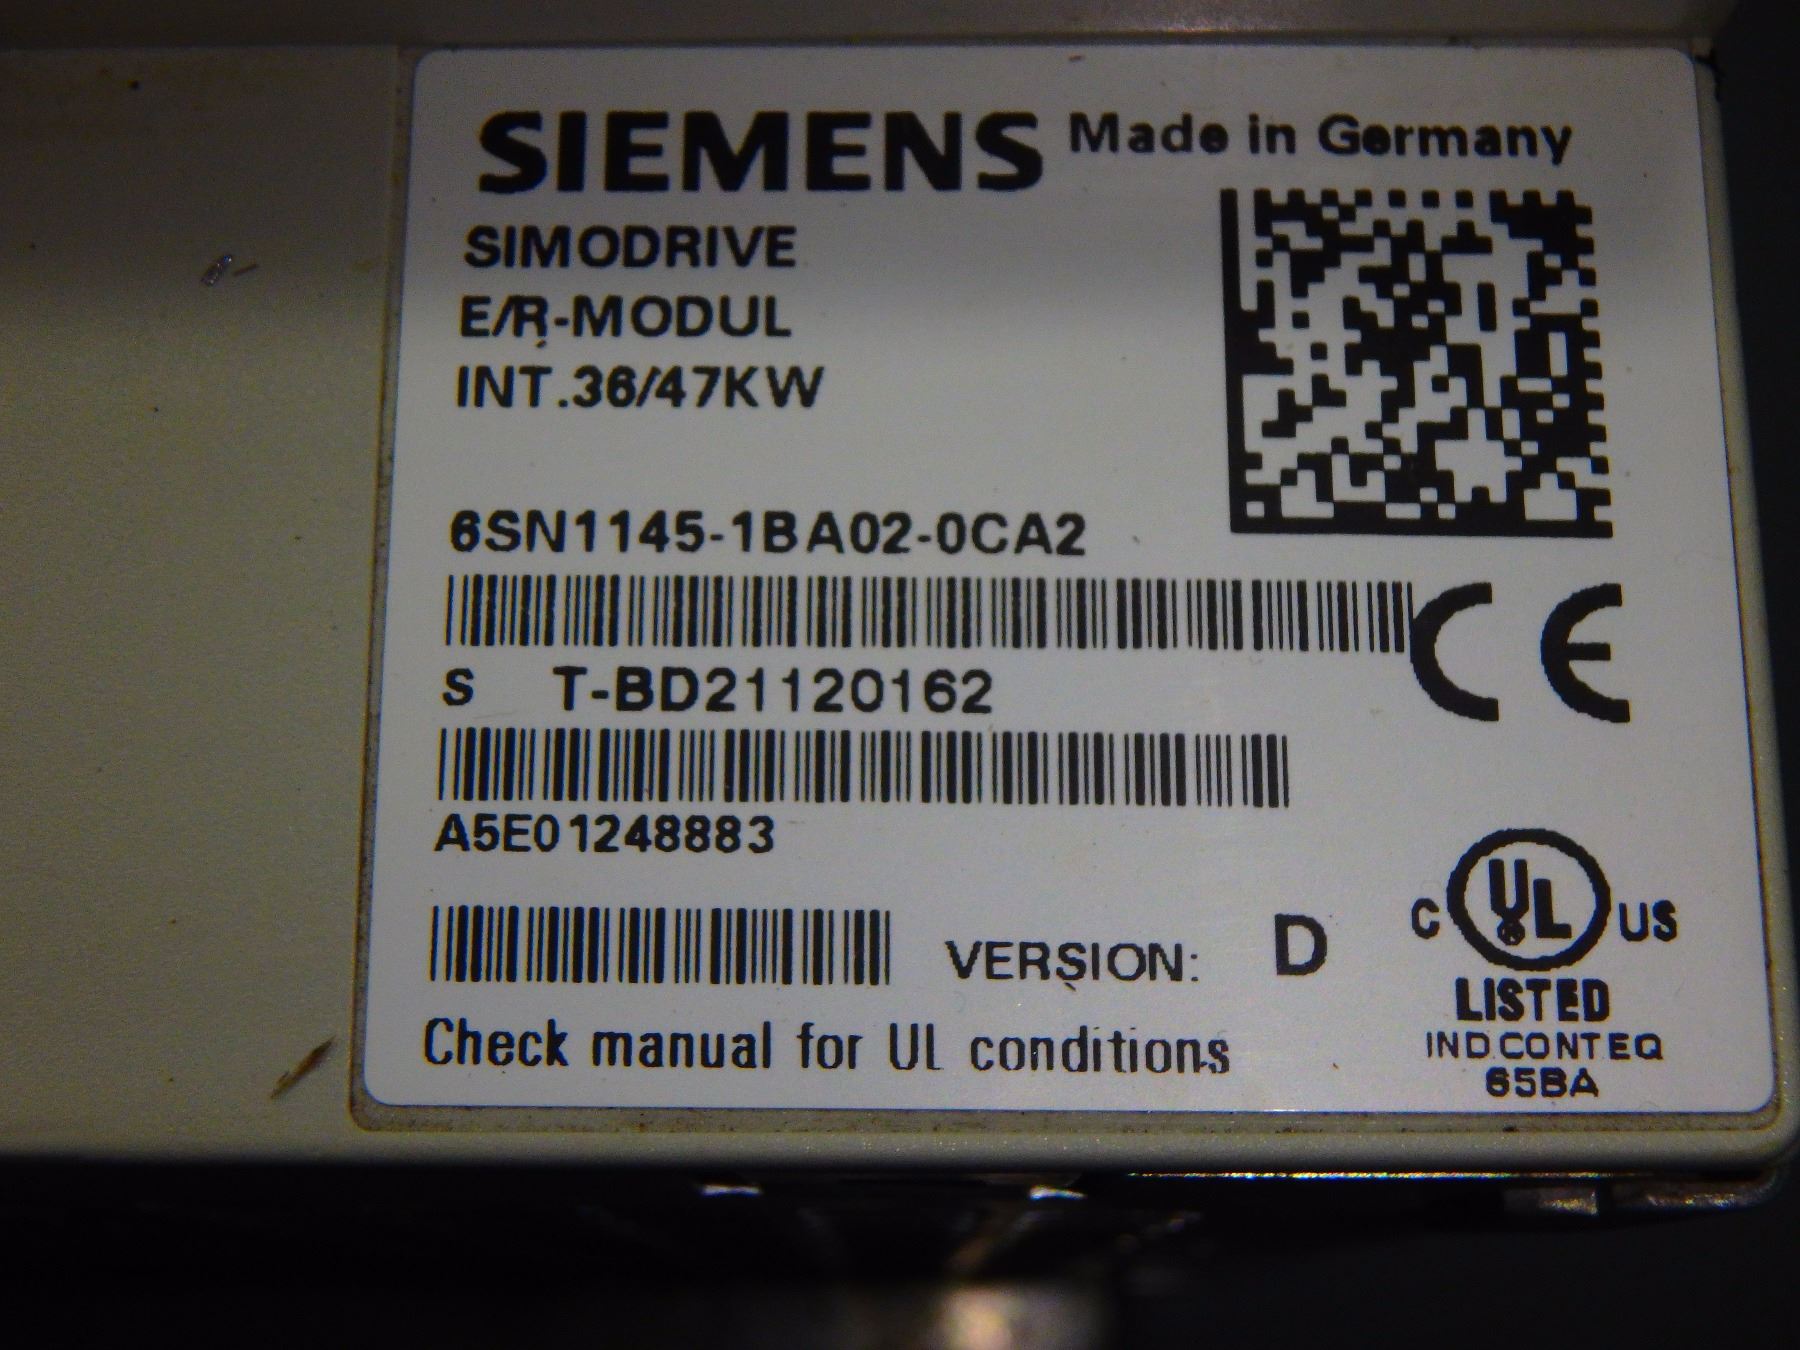 SIEMENS Made in Germany
SIMODRIVE
E/R-MODUL
INT.36/47KW
6SN1145-1BA02-0CA2
CE
S T-BD21120162
A5E01248883
VERSION: D
C UL® US
LISTED
IND.CONT.EQ
65BA
Check manual for UL conditions